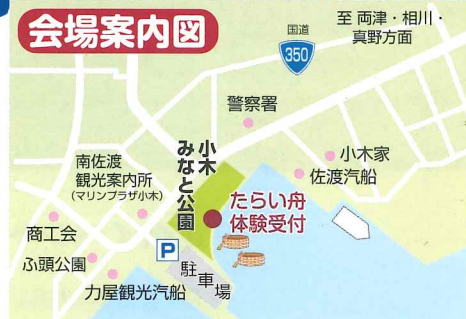 会場案内図
国道
350
至 両津・相川・
真野方面
警察署
小木家
佐渡汽船
小木
みなと公園
南佐渡
観光案内所
(マリンプラザ小木)
たらい舟
体験受付
商工会
ふ頭公園
P
駐車場
力屋観光汽船